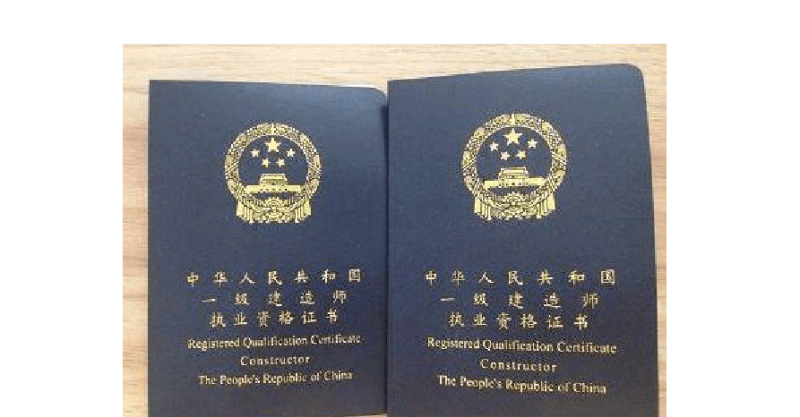 中华人民共和国
一级建造师
执业资格证书
Registered Qualification Certificate
Constructor
The People's Republic of China
中华人民共和国
一级建造师
执业资格证书
Registered Qualification Certificate
Constructor
The People's Republic of China